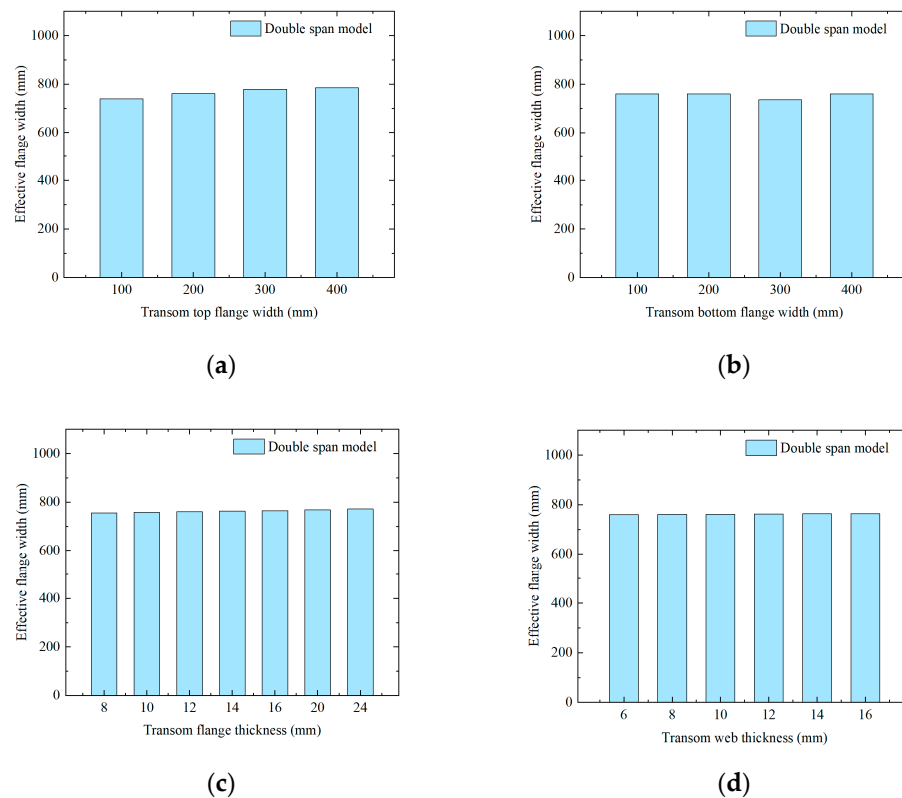 Double span model
1000
800
600
400
200
0
Effective flange width (mm)
100 200 300 400
Transom top flange width (mm)
(a)
Double span model
1000
800
600
400
200
0
Effective flange width (mm)
100 200 300 400
Transom bottom flange width (mm)
(b)
Double span model
1000
800
600
400
200
0
Effective flange width (mm)
8 10 12 14 16 20 24
Transom flange thickness (mm)
(c)
Double span model
1000
800
600
400
200
0
Effective flange width (mm)
6 8 10 12 14 16
Transom web thickness (mm)
(d)